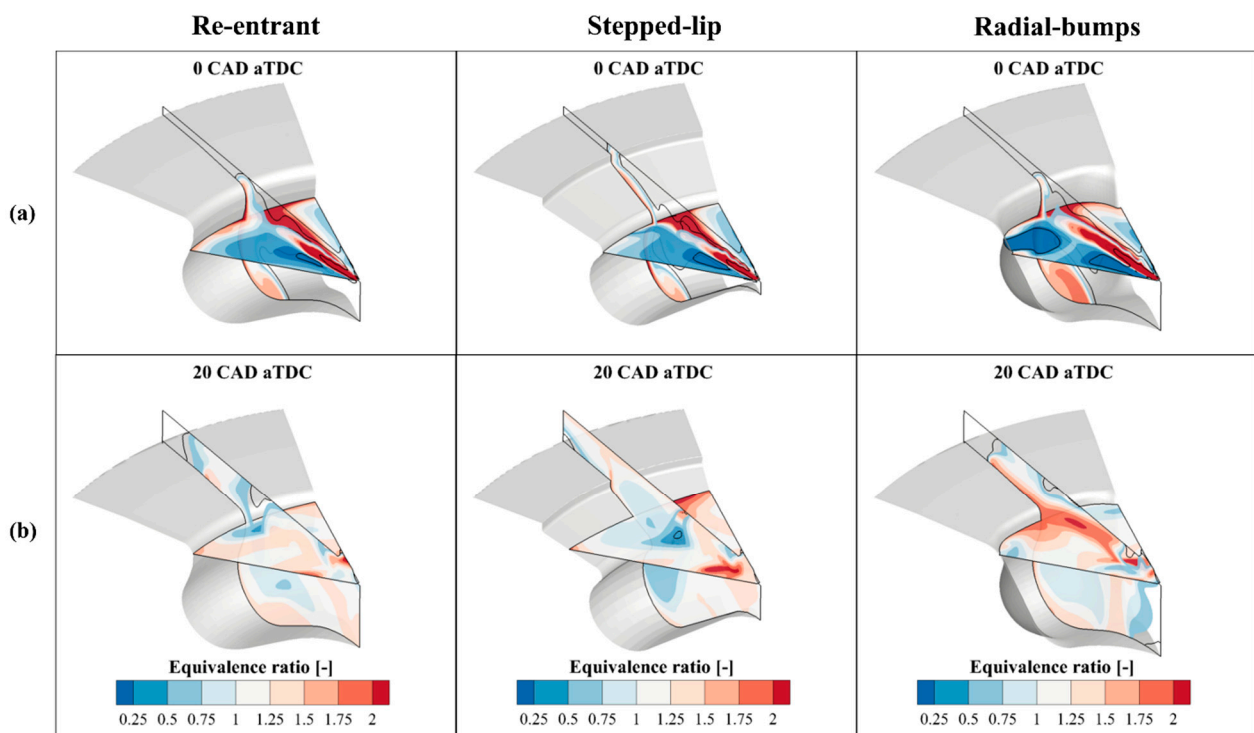 Re-entrant Stepped-lip Radial-bumps
0 CAD aTDC 0 CAD aTDC 0 CAD aTDC
(a)
20 CAD aTDC 20 CAD aTDC 20 CAD aTDC
(b)
Equivalence ratio [-] Equivalence ratio [-] Equivalence ratio [-]
0.25 0.5 0.75 1 1.25 1.5 1.75 2 0.25 0.5 0.75 1 1.25 1.5 1.75 2 0.25 0.5 0.75 1 1.25 1.5 1.75 2